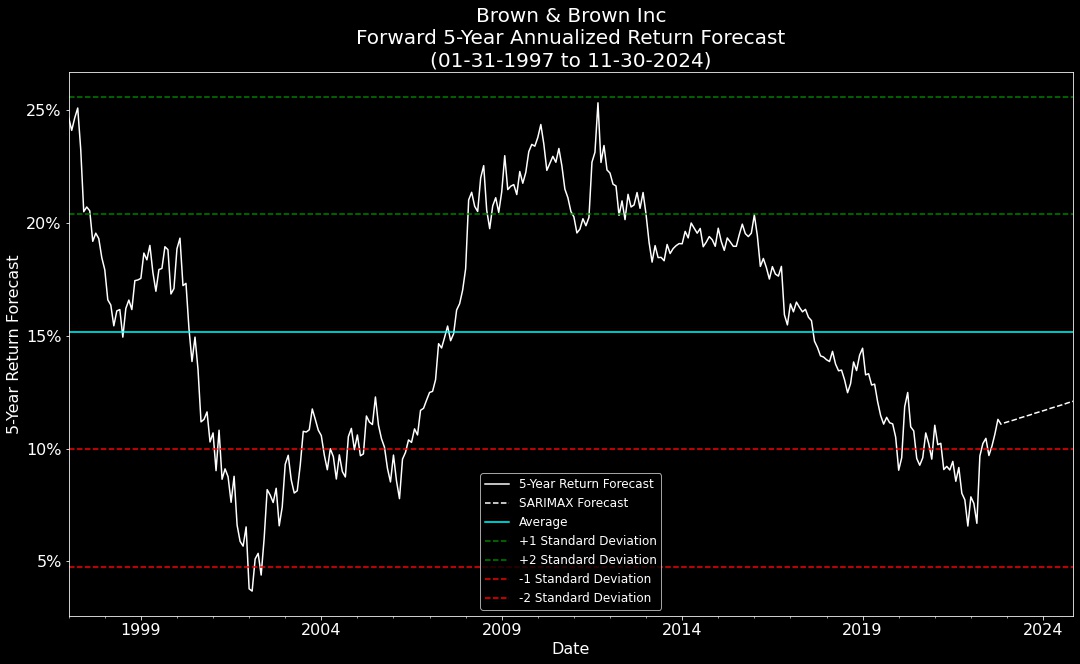 Brown & Brown Inc
Forward 5-Year Annualized Return Forecast
(01-31-1997 to 11-30-2024)
5-Year Return Forecast
25%
20%
15%
10%
5%
5-Year Return Forecast
SARIMAX Forecast
Average
+1 Standard Deviation
+2 Standard Deviation
-1 Standard Deviation
-2 Standard Deviation
1999 2004 2009 2014 2019 2024
Date